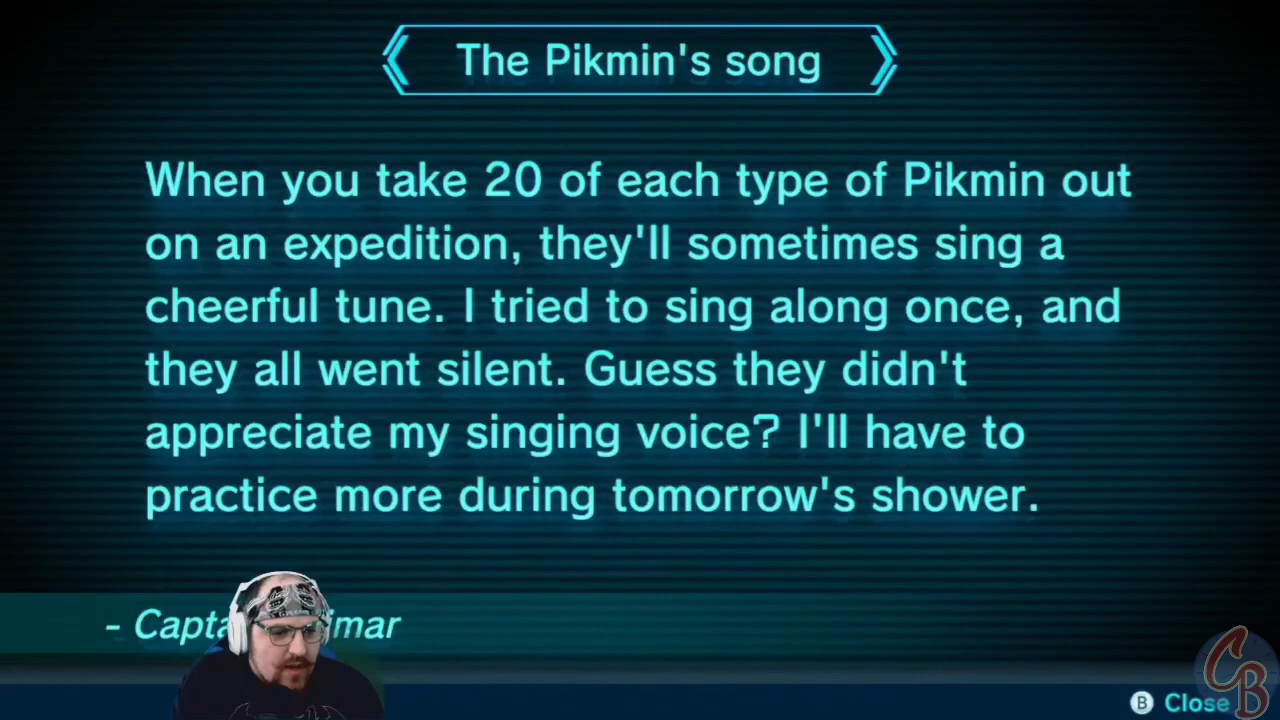 The Pikmin's song
When you take 20 of each type of Pikmin out
on an expedition, they'll sometimes sing a
cheerful tune. I tried to sing along once, and
they all went silent. Guess they didn't
appreciate my singing voice? I'll have to
practice more during tomorrow's shower.
B Close
CB